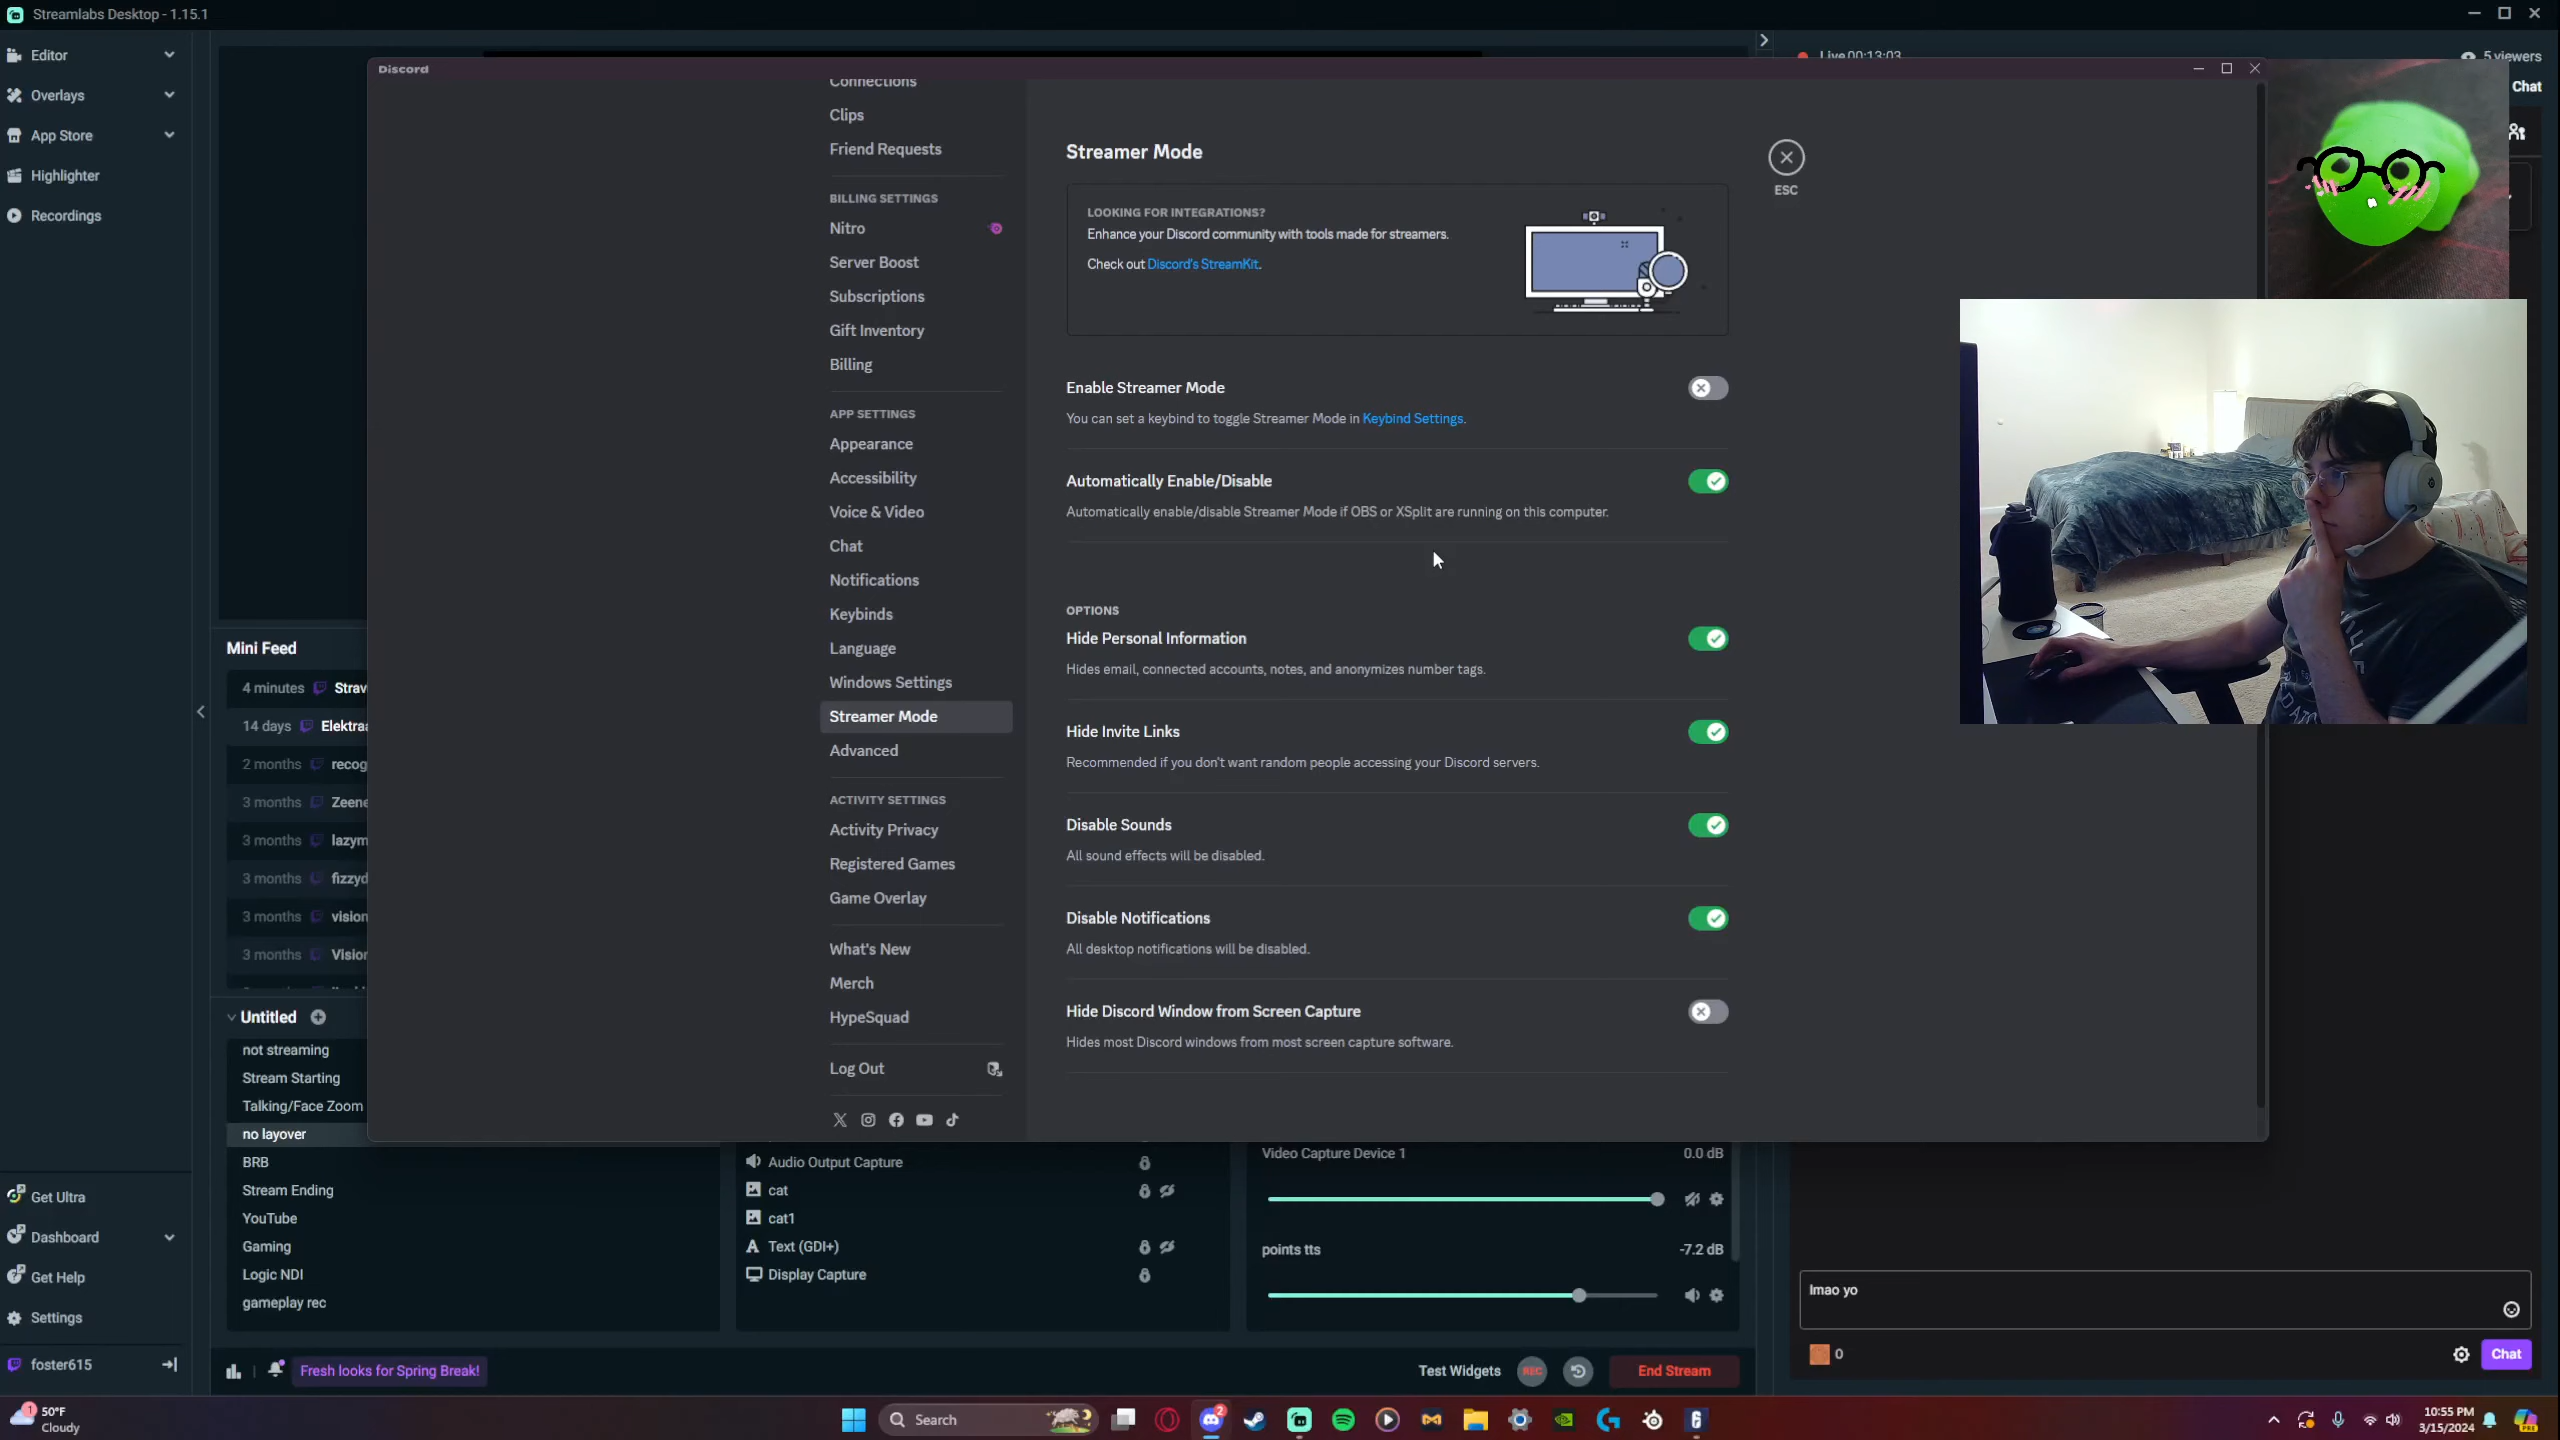 Streamlabs Desktop - 1.15.1
Editor
Overlays
App Store
Highlighter
Recordings
Live 00:13:03
5 viewers
Chat
Discord
Connections
Clips
Friend Requests
BILLING SETTINGS
Nitro
Server Boost
Subscriptions
Gift Inventory
Billing
APP SETTINGS
Appearance
Accessibility
Voice & Video
Chat
Notifications
Keybinds
Language
Windows Settings
Streamer Mode
Advanced
ACTIVITY SETTINGS
Activity Privacy
Registered Games
Game Overlay
What's New
Merch
HypeSquad
Log Out
Streamer Mode
LOOKING FOR INTEGRATIONS?
Enhance your Discord community with tools made for streamers.
Check out Discord's StreamKit.
ESC
Enable Streamer Mode
You can set a keybind to toggle Streamer Mode in Keybind Settings.
Automatically Enable/Disable
Automatically enable/disable Streamer Mode if OBS or XSplit are running on this computer.
OPTIONS
Hide Personal Information
Hides email, connected accounts, notes, and anonymizes number tags.
Hide Invite Links
Recommended if you don't want random people accessing your Discord servers.
Disable Sounds
All sound effects will be disabled.
Disable Notifications
All desktop notifications will be disabled.
Hide Discord Window from Screen Capture
Hides most Discord windows from most screen capture software.
Mini Feed
4 minutes Strav
14 days Elektraa
2 months recog
3 months Zeene
3 months lazym
3 months fizzyd
3 months vision
3 months Vision
Untitled
not streaming
Stream Starting
Talking/Face Zoom
no layover
BRB
Stream Ending
YouTube
Gaming
Logic NDI
gameplay rec
Audio Output Capture
cat
cat1
Text (GDI+)
Display Capture
Video Capture Device 1 0.0 dB
points tts -7.2 dB
lmao yo
0
Chat
Get Ultra
Dashboard
Get Help
Settings
foster615
Fresh looks for Spring Break!
Test Widgets
REC
End Stream
1
50°F
Cloudy
Search
2
10:55 PM
3/15/2024
PRE